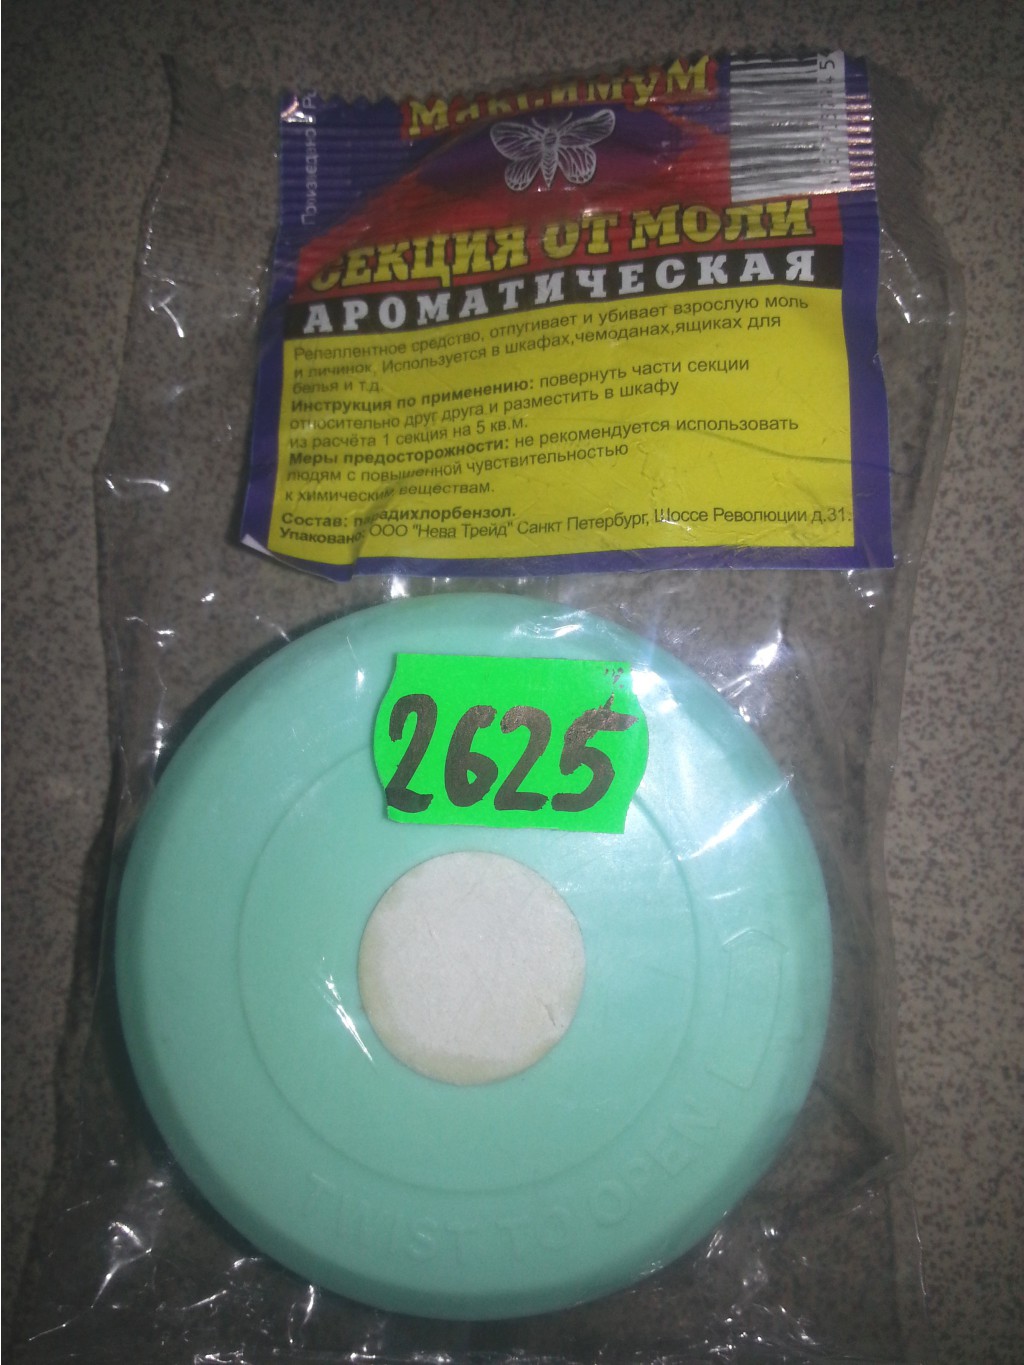 МаксимуМ
СЕКЦИЯ ОТ МОЛИ
АРОМАТИЧЕСКАЯ
Репеллентное средство, отпугивает и убивает взрослую моль
и личинок. Используется в шкафах,чемоданах,ящиках для
белья и т.д.
Инструкция по применению: повернуть части секции
относительно друг друга и разместить в шкафу
из расчёта 1 секция на 5 кв.м.
Меры предосторожности: не рекомендуется использовать
людям с повышенной чувствительностью
к химическим веществам.
Состав: парадихлорбензол.
Упаковано: ООО "Нева Трейд" Санкт Петербург, Шоссе Революции д.31.
2625
TWIST TO OPEN